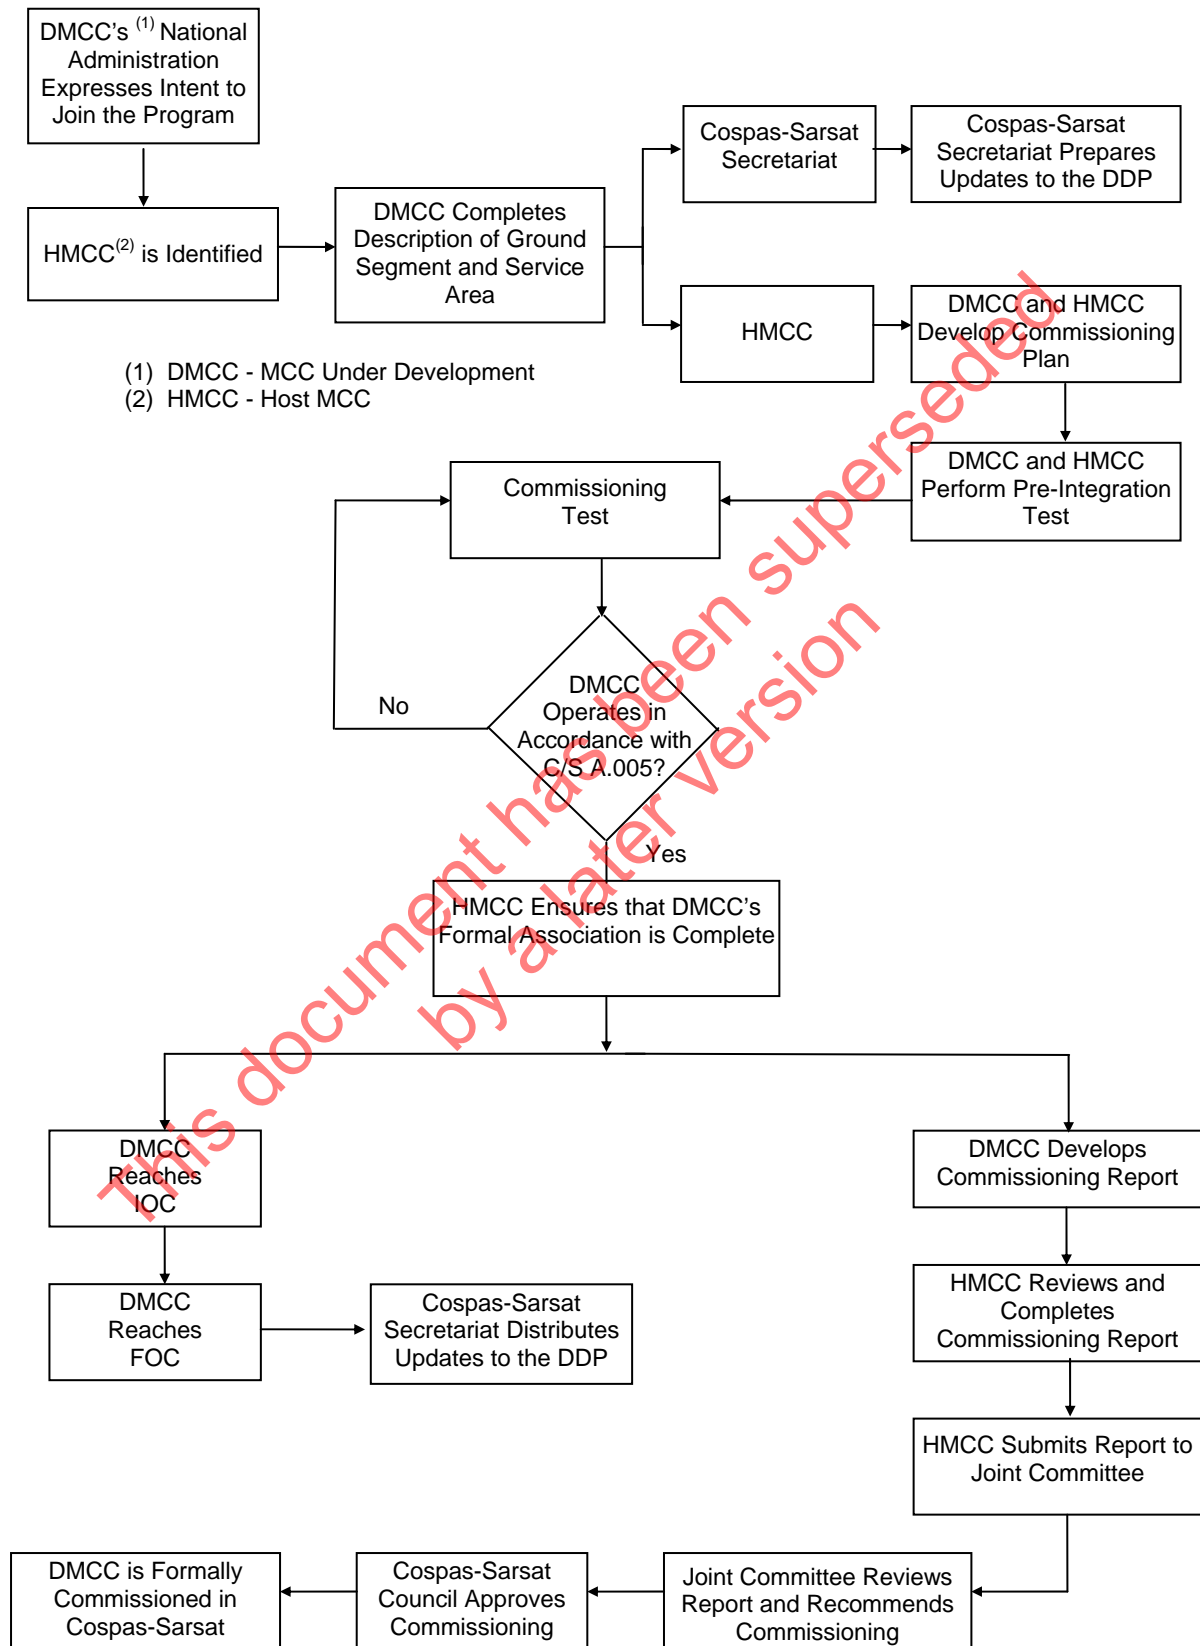 DMCC's (1) National
Administration
Expresses Intent to
Join the Program
Cospas-Sarsat
Secretariat
Cospas-Sarsat
Secretariat Prepares
Updates to the DDP
HMCC(2) is Identified
DMCC Completes
Description of Ground
Segment and Service
Area
HMCC
DMCC and HMCC
Develop Commissioning
Plan
(1) DMCC - MCC Under Development
(2) HMCC - Host MCC
DMCC and HMCC
Perform Pre-Integration
Test
Commissioning
Test
DMCC
Operates in
Accordance with
C/S A.005?
No
Yes
HMCC Ensures that DMCC's
Formal Association is Complete
DMCC
Reaches
IOC
DMCC
Reaches
FOC
Cospas-Sarsat
Secretariat Distributes
Updates to the DDP
DMCC Develops
Commissioning Report
HMCC Reviews and
Completes
Commissioning Report
HMCC Submits Report to
Joint Committee
Joint Committee Reviews
Report and Recommends
Commissioning
Cospas-Sarsat
Council Approves
Commissioning
DMCC is Formally
Commissioned in
Cospas-Sarsat
This document has been superseded
by a later version